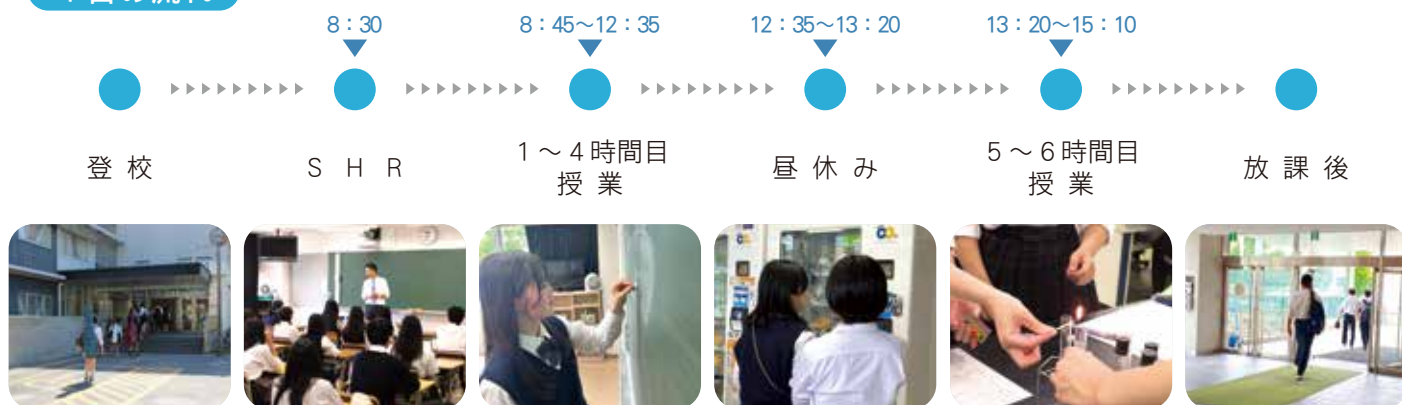 8：30
8：45〜12：35
12：35〜13：20
13：20〜15：10
登 校
S H R
1 〜 4 時間目
授 業
昼 休 み
5 〜 6 時間目
授 業
放 課 後